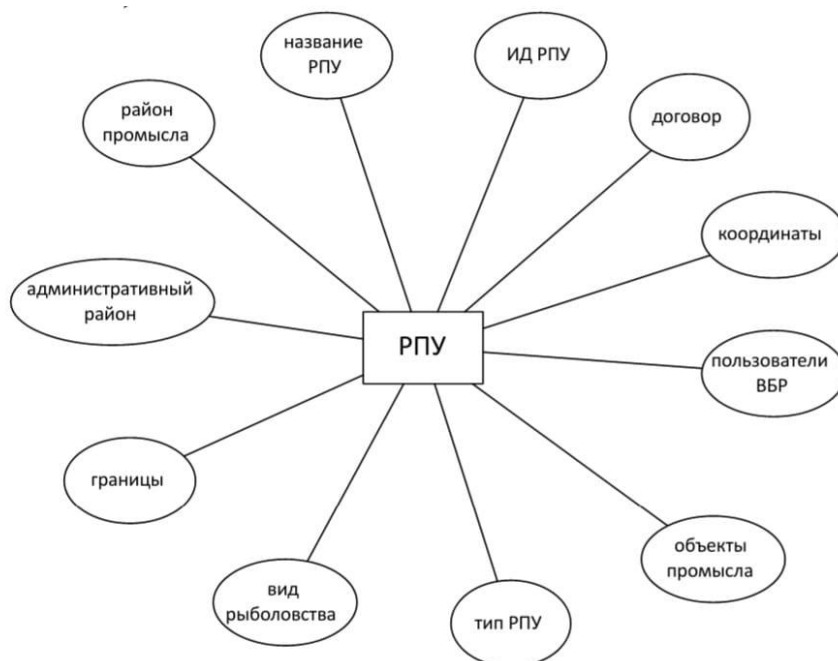 название
РПУ
ИД РПУ
район
промысла
договор
координаты
административный
район
РПУ
пользователи
ВБР
границы
объекты
промысла
вид
рыболовства
тип РПУ